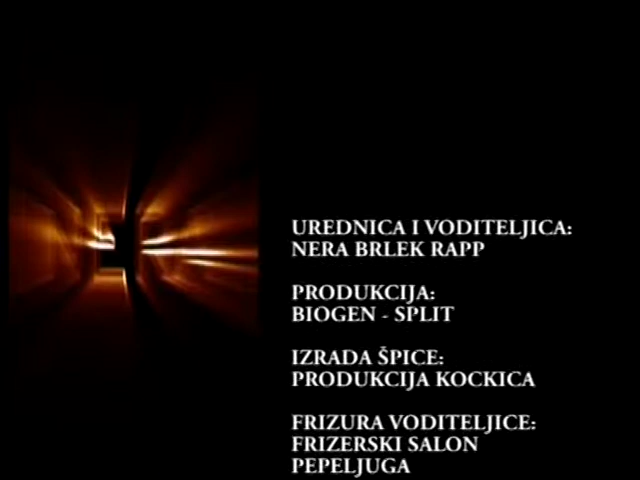 UREDNICA I VODITELJICA:
NERA BRLEK RAPP
PRODUKCIJA:
BIOGEN - SPLIT
IZRADA ŠPICE:
PRODUKCIJA KOCKICA
FRIZURA VODITELJICE:
FRIZERSKI SALON
PEPELJUGA